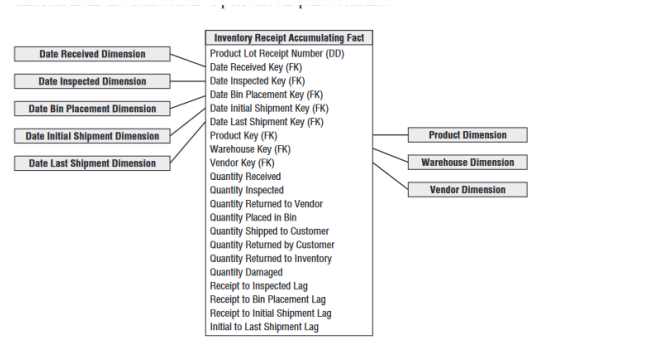 Inventory Receipt Accumulating Fact
Product Lot Receipt Number (DD)
Date Received Key (FK)
Date Inspected Key (FK)
Date Bin Placement Key (FK)
Date Initial Shipment Key (FK)
Date Last Shipment Key (FK)
Product Key (FK)
Warehouse Key (FK)
Vendor Key (FK)
Quantity Received
Quantity Inspected
Quantity Returned to Vendor
Quantity Placed in Bin
Quantity Shipped to Customer
Quantity Returned by Customer
Quantity Returned to Inventory
Quantity Damaged
Receipt to Inspected Lag
Receipt to Bin Placement Lag
Receipt to Initial Shipment Lag
Initial to Last Shipment Lag
Date Received Dimension
Date Inspected Dimension
Date Bin Placement Dimension
Date Initial Shipment Dimension
Date Last Shipment Dimension
Product Dimension
Warehouse Dimension
Vendor Dimension